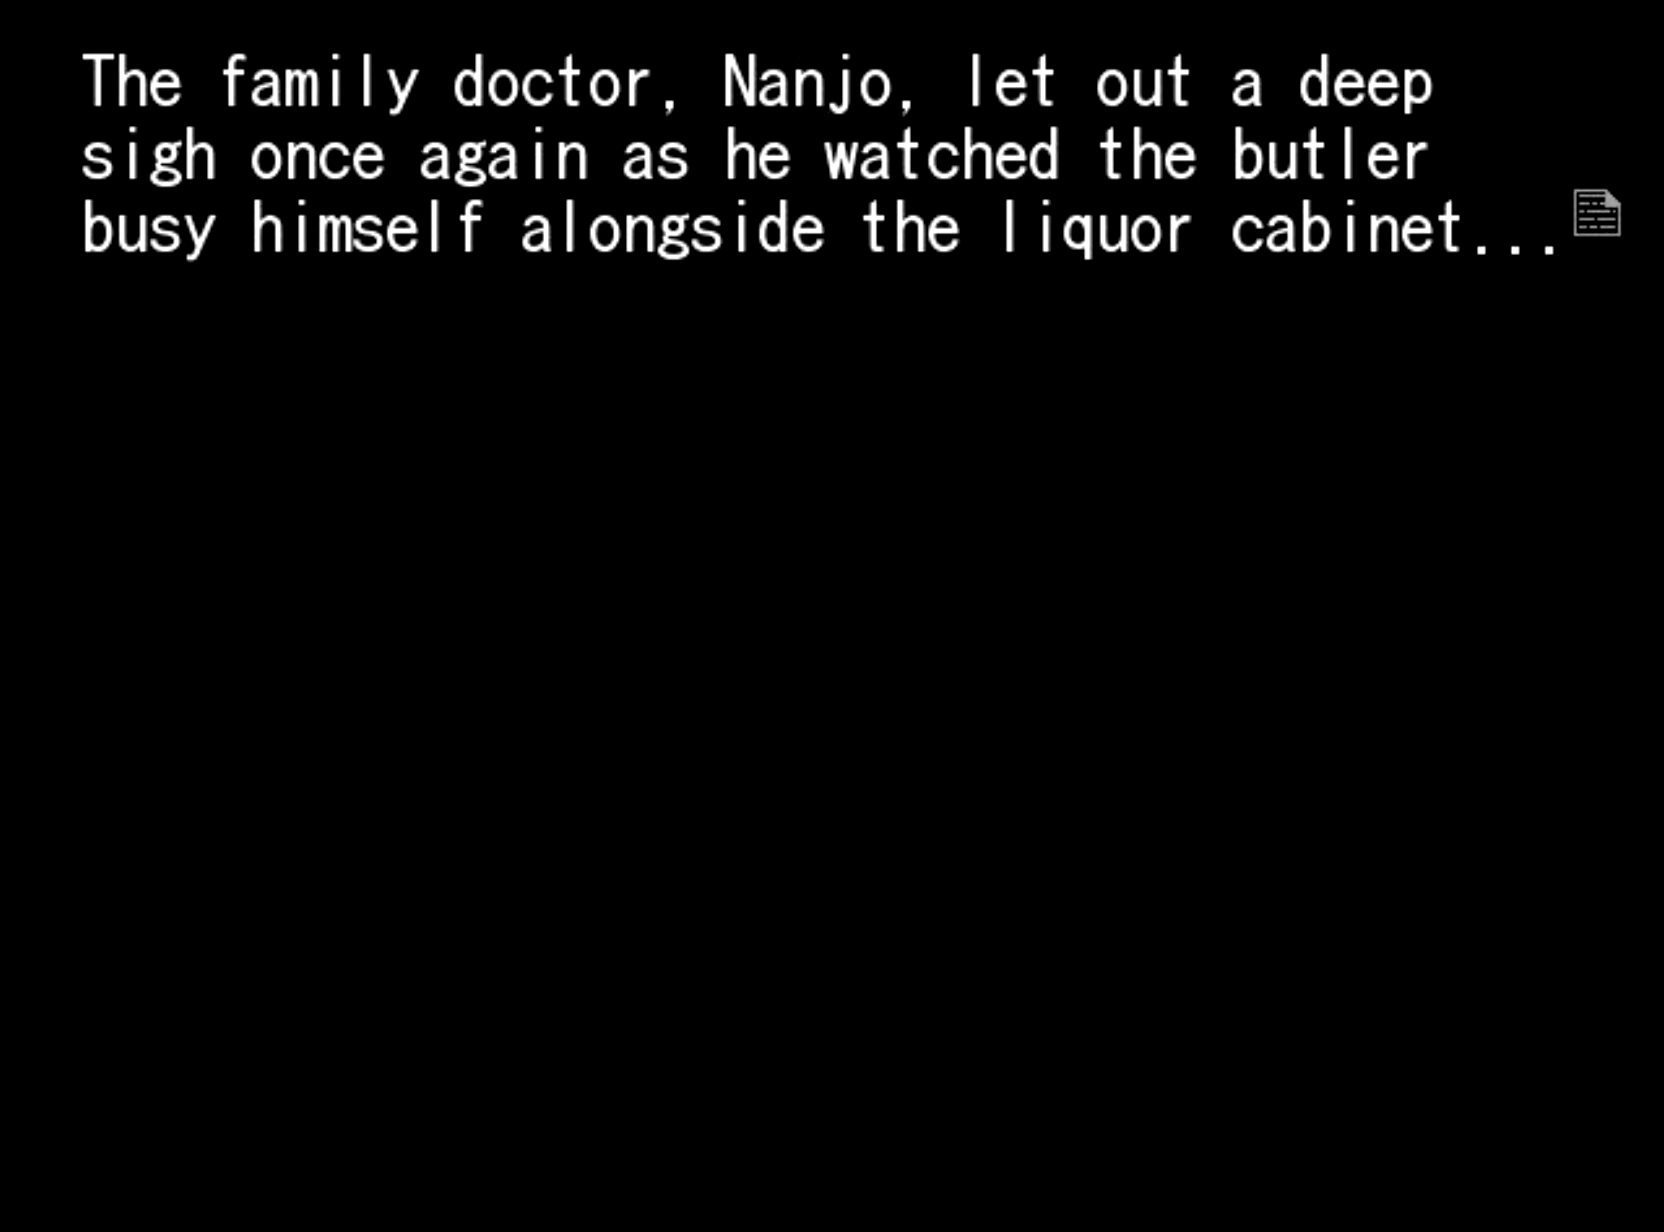 The family doctor, Nanjo, let out a deep
sigh once again as he watched the butler
busy himself alongside the liquor cabinet...